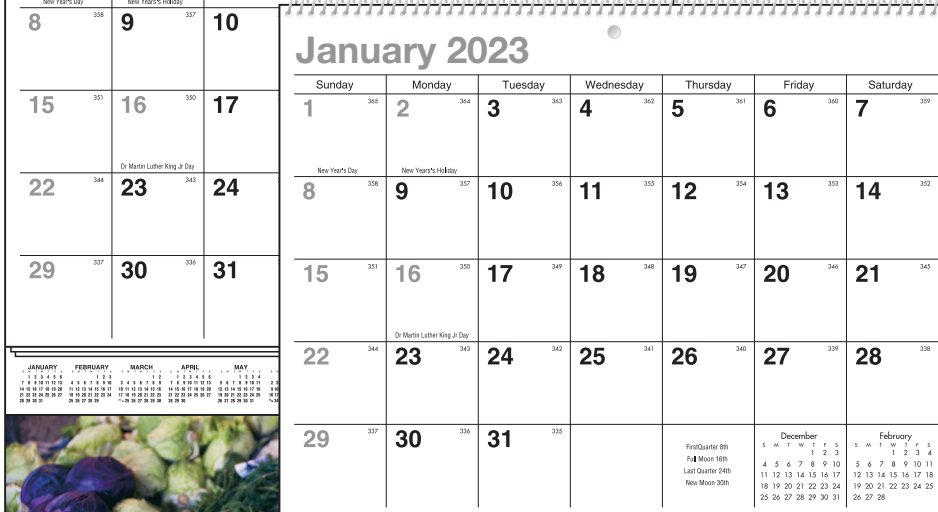 New Year's Day New Years's Holiday
8 358 9 357 10
15 351 16 350 17
Dr Martin Luther King Jr Day
22 344 23 343 24
29 337 30 336 31
JANUARY FEBRUARY MARCH APRIL MAY
January 2023
Sunday Monday Tuesday Wednesday Thursday Friday Saturday
1 365 2 364 3 363 4 362 5 361 6 360 7 359
New Year's Day New Years's Holiday
8 358 9 357 10 356 11 355 12 354 13 353 14 352
15 351 16 350 17 349 18 348 19 347 20 346 21 345
Dr Martin Luther King Jr Day
22 344 23 343 24 342 25 341 26 340 27 339 28 338
29 337 30 336 31 335
FirstQuarter 8th
Full Moon 16th
Last Quarter 24th
New Moon 30th
December
S M T W T F S
1 2 3
4 5 6 7 8 9 10
11 12 13 14 15 16 17
18 19 20 21 22 23 24
25 26 27 28 29 30 31
February
S M T W T F S
1 2 3 4
5 6 7 8 9 10 11
12 13 14 15 16 17 18
19 20 21 22 23 24 25
26 27 28